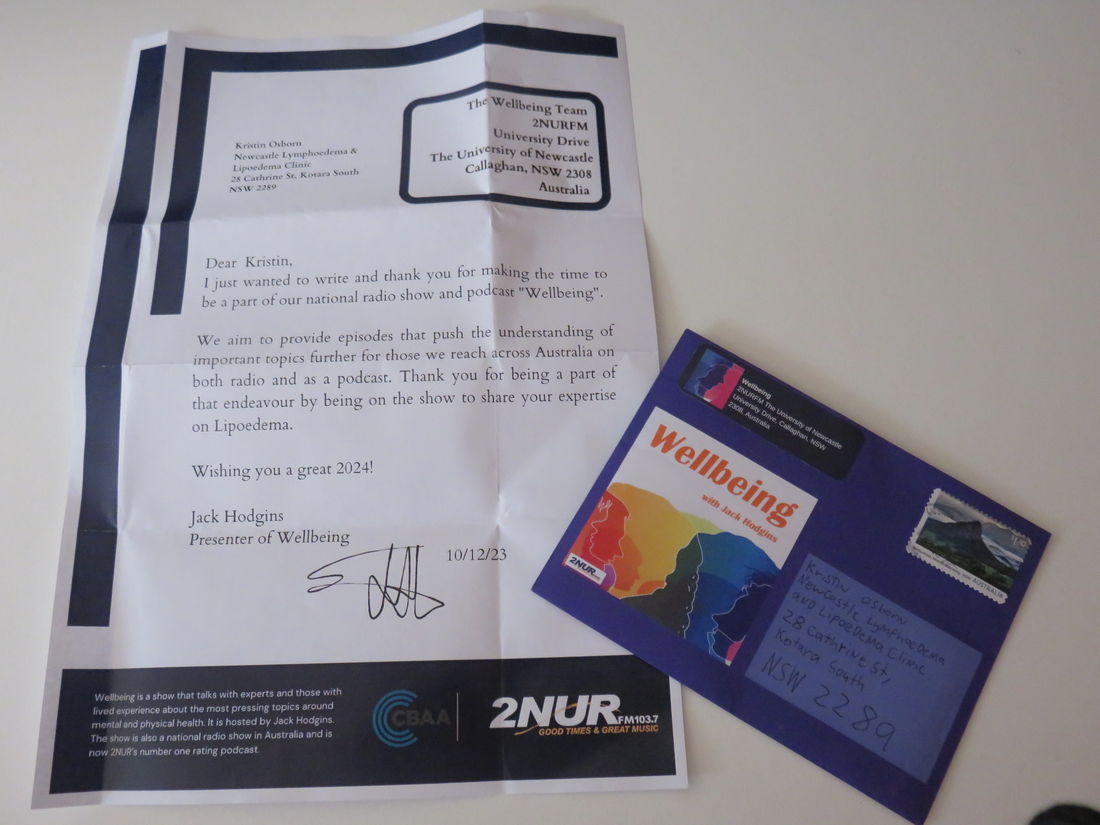 The Wellbeing Team
2NURFM
University Drive
The University of Newcastle
Callaghan, NSW 2308
Australia
Kristin Osborn
Newcastle Lymphoedema &
Lipoedema Clinic
28 Cathrine St, Kotara South
NSW 2289
Dear Kristin,
I just wanted to write and thank you for making the time to
be a part of our national radio show and podcast "Wellbeing".
We aim to provide episodes that push the understanding of
important topics further for those we reach across Australia on
both radio and as a podcast. Thank you for being a part of
that endeavour by being on the show to share your expertise
on Lipoedema.
Wishing you a great 2024!
Jack Hodgins
Presenter of Wellbeing
10/12/23
Wellbeing is a show that talks with experts and those with
lived experience about the most pressing topics around
mental and physical health. It is hosted by Jack Hodgins.
The show is also a national radio show in Australia and is
now 2NUR's number one rating podcast.
CBAA
2NURFM103.7
GOOD TIMES & GREAT MUSIC
Wellbeing
2NURFM The University of Newcastle
University Drive, Callaghan, NSW
2308, Australia
Wellbeing
with Jack Hodgins
2NUR
AUSTRALIA
Kristin Osborn
Newcastle Lymphoedema
and Lipoedema Clinic
28 Cathrine St,
Kotara South
NSW 2289